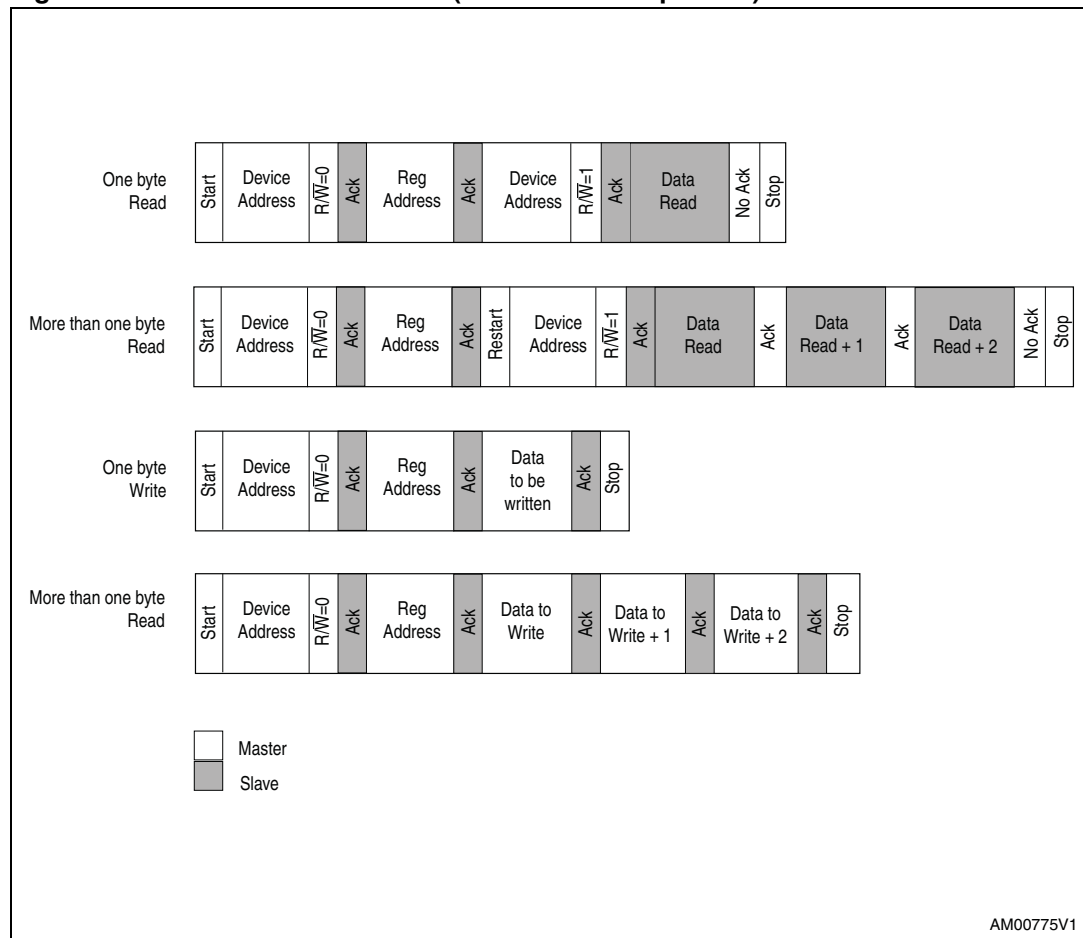 One byte
Read
Start
Device
Address
R/W̅=0
Ack
Reg
Address
Ack
Device
Address
R/W̅=1
Ack
Data
Read
No Ack
Stop
More than one byte
Read
Start
Device
Address
R/W̅=0
Ack
Reg
Address
Ack
Restart
Device
Address
R/W̅=1
Ack
Data
Read
Ack
Data
Read + 1
Ack
Data
Read + 2
No Ack
Stop
One byte
Write
Start
Device
Address
R/W̅=0
Ack
Reg
Address
Ack
Data
to be
written
Ack
Stop
More than one byte
Read
Start
Device
Address
R/W̅=0
Ack
Reg
Address
Ack
Data to
Write
Ack
Data to
Write + 1
Ack
Data to
Write + 2
Ack
Stop
Master
Slave
AM00775V1